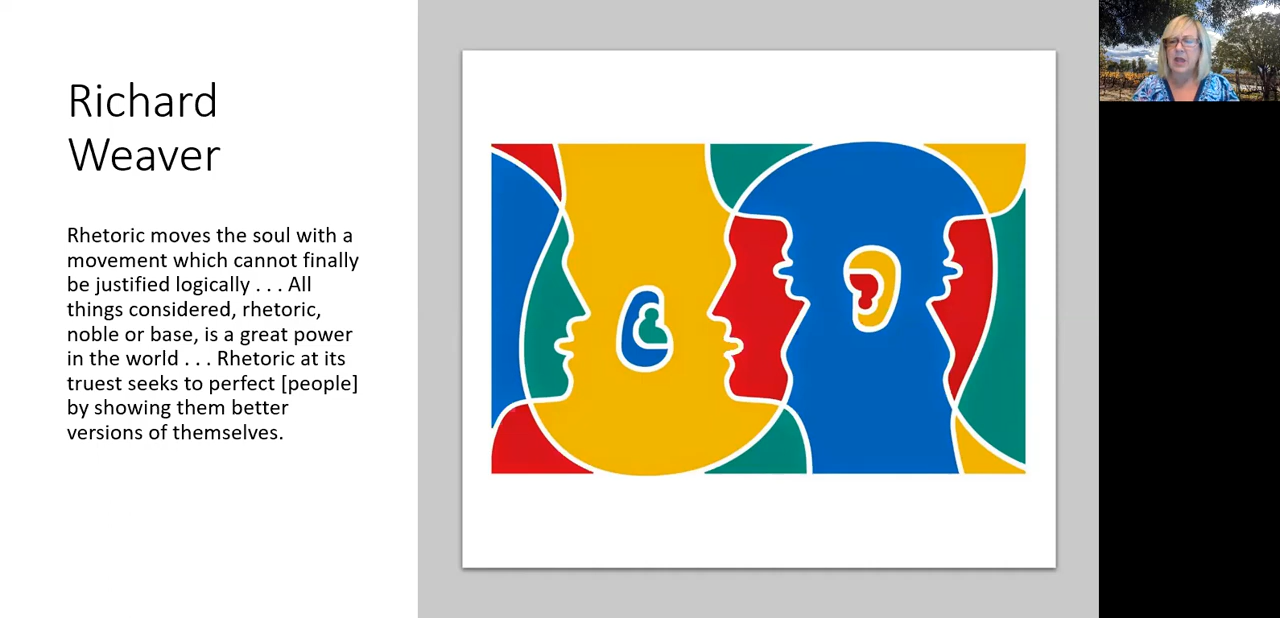 Richard
Weaver
Rhetoric moves the soul with a
movement which cannot finally
be justified logically . . . All
things considered, rhetoric,
noble or base, is a great power
in the world . . . Rhetoric at its
truest seeks to perfect [people]
by showing them better
versions of themselves.